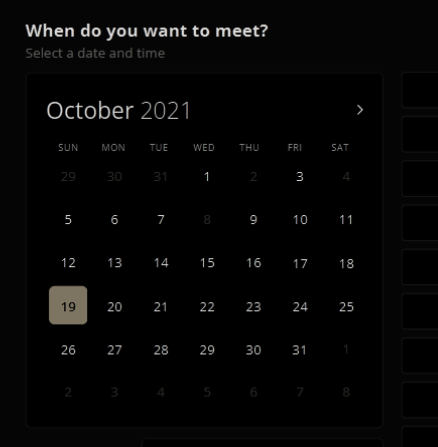 When do you want to meet?
Select a date and time
October 2021
SUN MON TUE WED THU FRI SAT
29 30 31 1 2 3 4
5 6 7 8 9 10 11
12 13 14 15 16 17 18
19 20 21 22 23 24 25
26 27 28 29 30 31 1
2 3 4 5 6 7 8